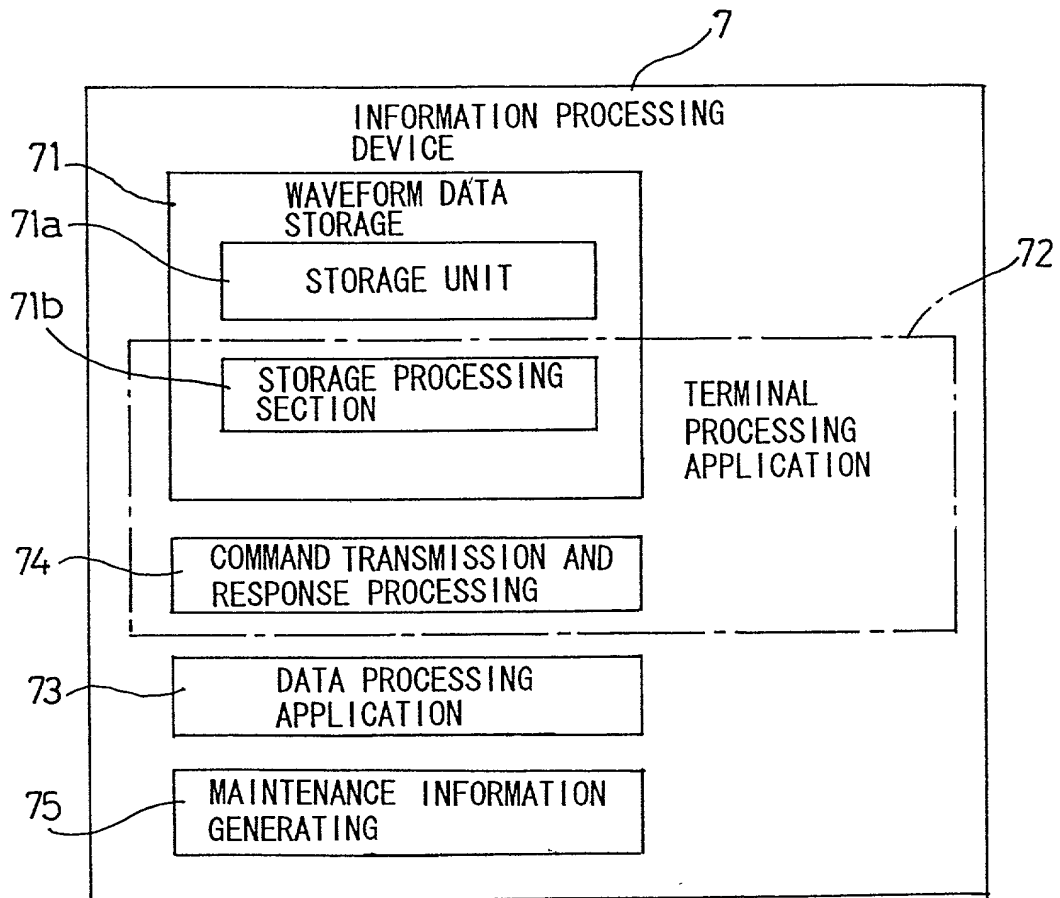 7
INFORMATION PROCESSING
DEVICE
71
WAVEFORM DATA
STORAGE
71a
STORAGE UNIT
72
71b
STORAGE PROCESSING
SECTION
TERMINAL
PROCESSING
APPLICATION
74
COMMAND TRANSMISSION AND
RESPONSE PROCESSING
73
DATA PROCESSING
APPLICATION
75
MAINTENANCE INFORMATION
GENERATING